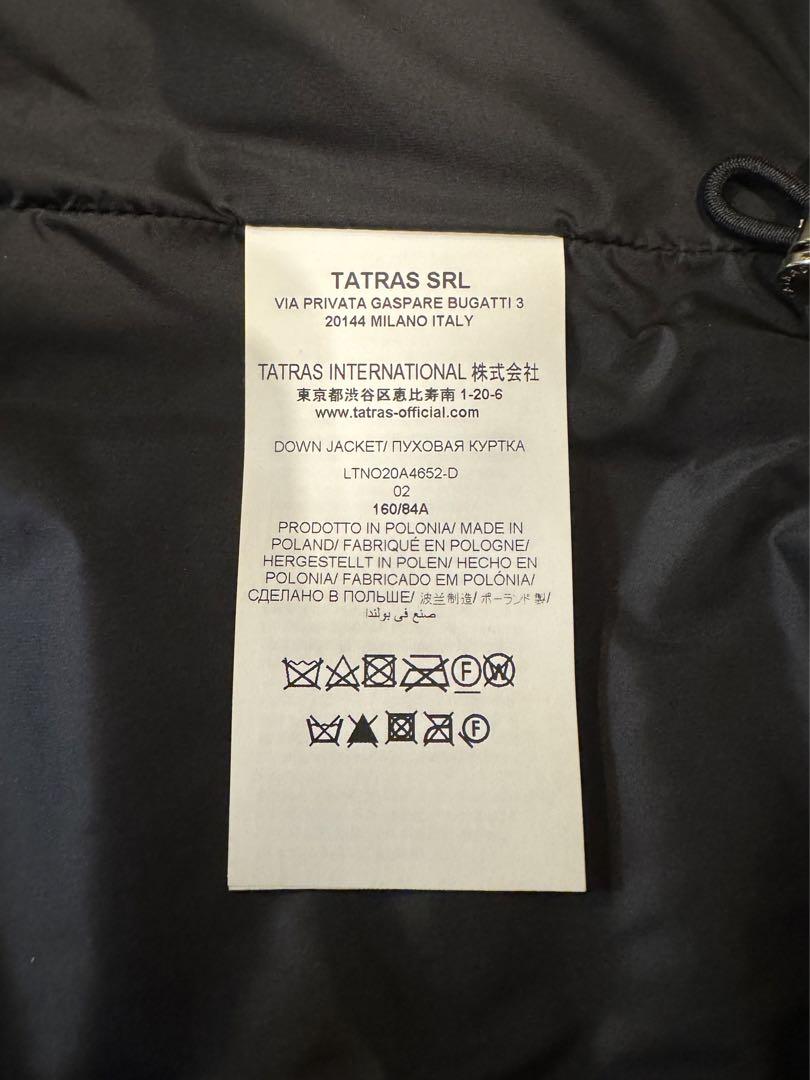 TATRAS SRL
VIA PRIVATA GASPARE BUGATTI 3
20144 MILANO ITALY
TATRAS INTERNATIONAL 株式会社
東京都渋谷区恵比寿南 1-20-6
www.tatras-official.com
DOWN JACKET/ ПУХОВАЯ КУРТКА
LTNO20A4652-D
02
160/84A
PRODOTTO IN POLONIA/ MADE IN
POLAND/ FABRIQUÉ EN POLOGNE/
HERGESTELLT IN POLEN/ HECHO EN
POLONIA/ FABRICADO EM POLÓNIA/
СДЕЛАНО В ПОЛЬШЕ/ 波兰制造/ ポーランド製/
صنع في بولندا
F W
F